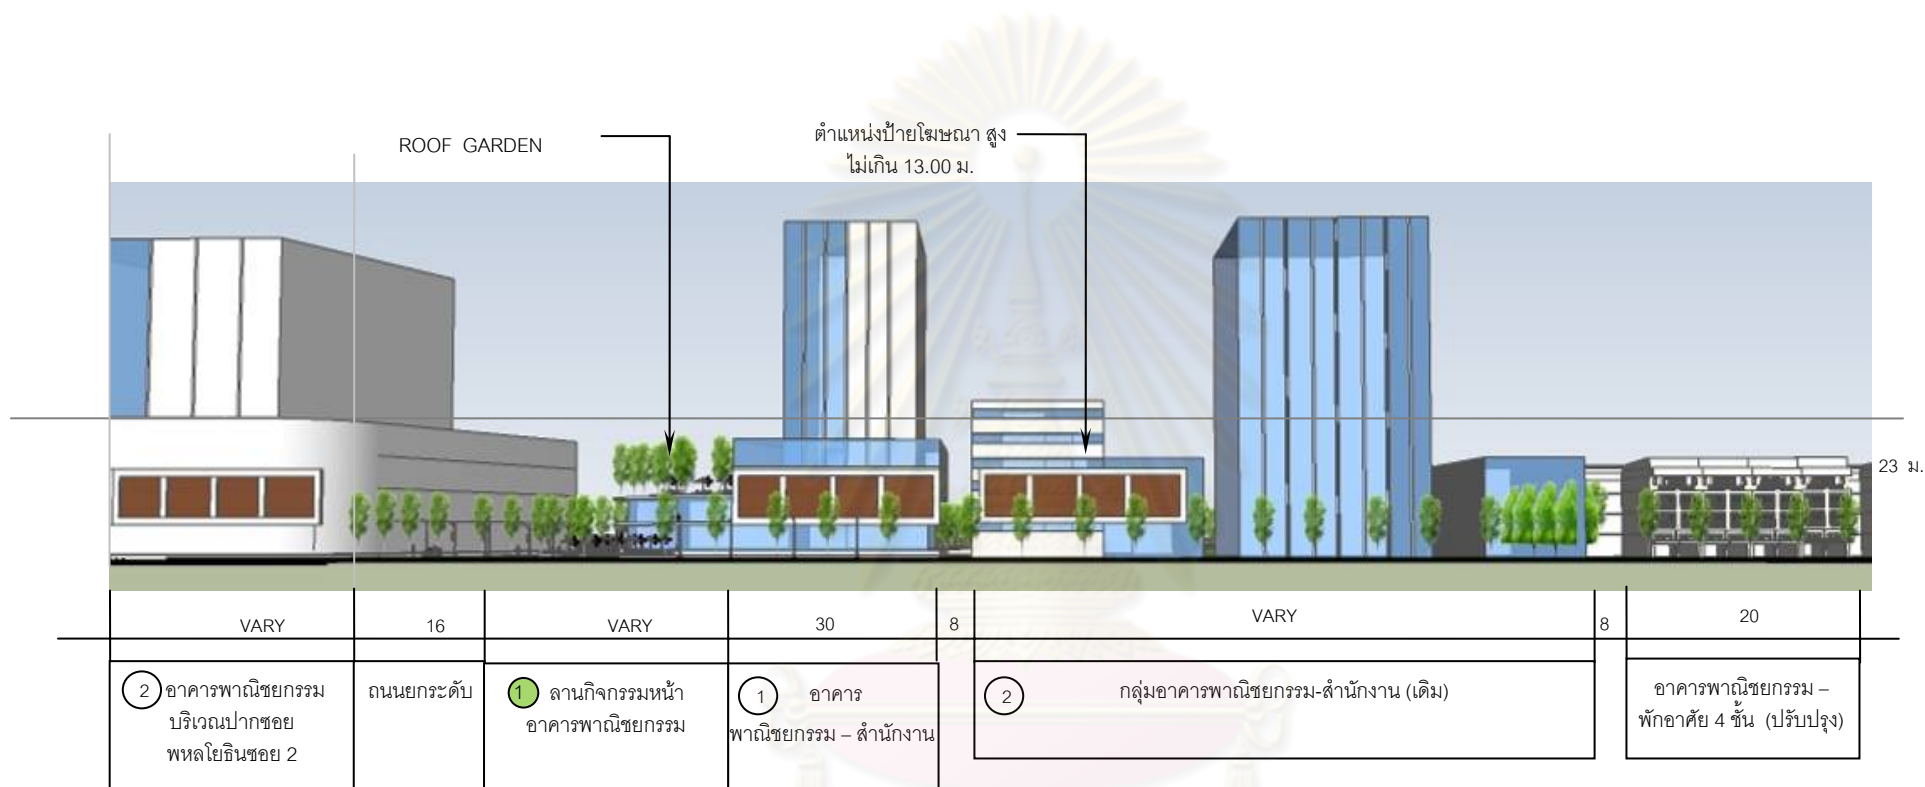 ROOF GARDEN
ตำแหน่งป้ายโฆษณา สูง
ไม่เกิน 13.00 ม.
23 ม.
VARY
16
VARY
30
8
VARY
8
20
2 อาคารพาณิชยกรรม
บริเวณปากซอย
พหลโยธินซอย 2
ถนนยกระดับ
1 ลานกิจกรรมหน้า
อาคารพาณิชยกรรม
1 อาคาร
พาณิชยกรรม – สำนักงาน
2 กลุ่มอาคารพาณิชยกรรม-สำนักงาน (เดิม)
อาคารพาณิชยกรรม –
พักอาศัย 4 ชั้น (ปรับปรุง)